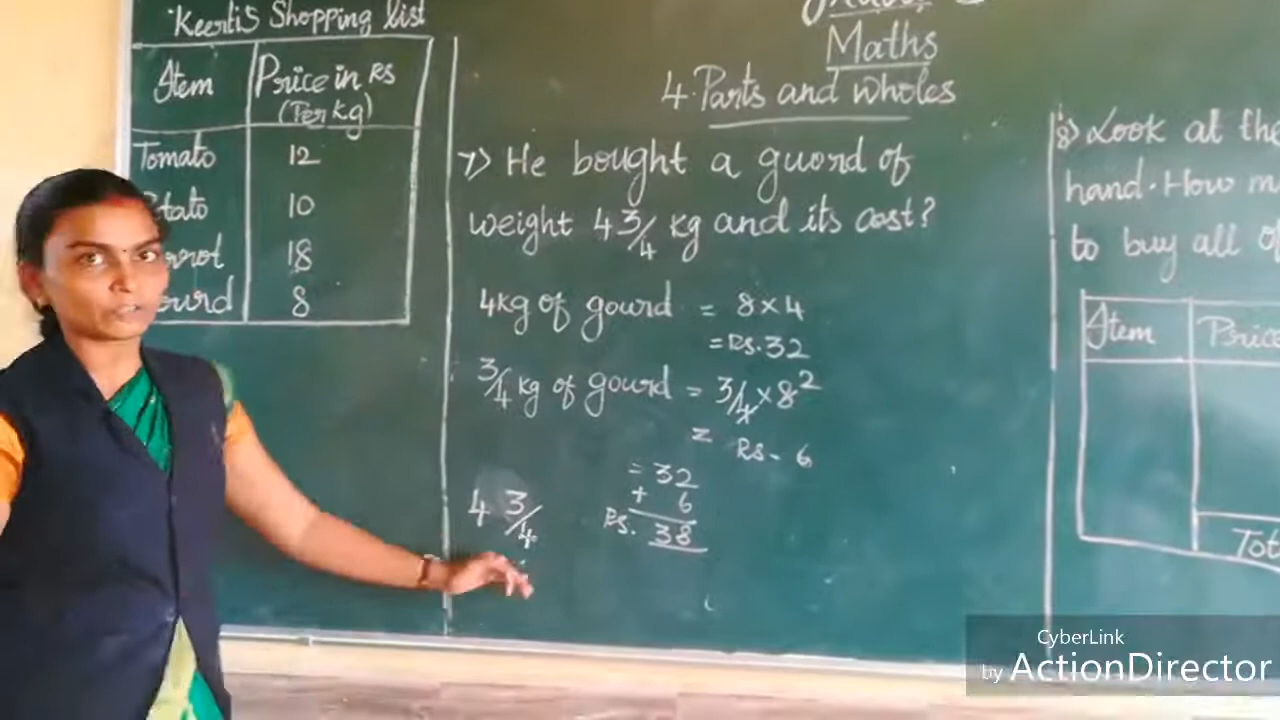 Keerti's Shopping list
Item Price in Rs
(Per kg)
Tomato 12
10
18
8
Maths
4. Parts and wholes
7) He bought a guord of
weight 4 3/4 kg and its cost?
4kg of gourd = 8 × 4
= Rs. 32
3/4 kg of gourd = 3/4 × 8 2
= Rs - 6
= 32
+ 6
Rs. 38
4 3/4
8) Look at the
hand. How
to buy all
Item
CyberLink
by ActionDirector